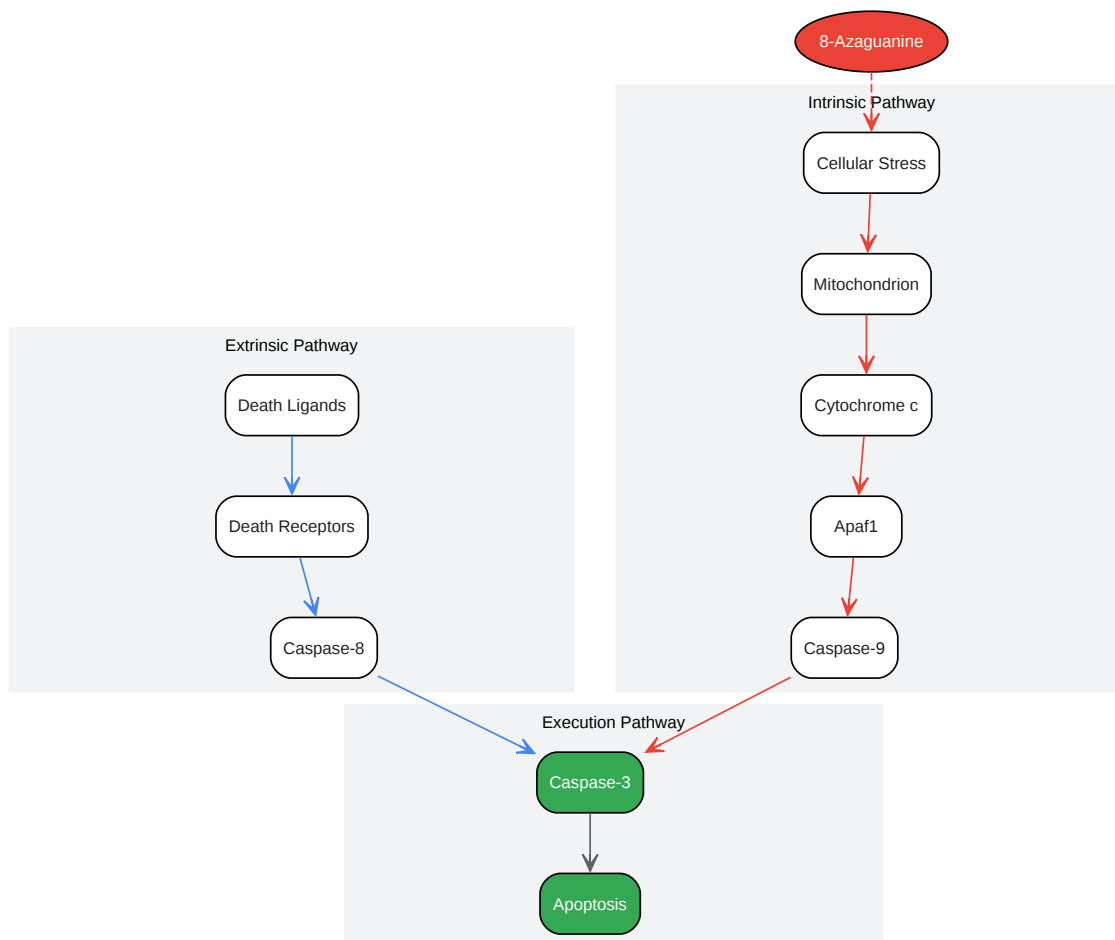 8-Azaguanine
Intrinsic Pathway
Cellular Stress
Mitochondrion
Cytochrome c
Apaf1
Caspase-9
Extrinsic Pathway
Death Ligands
Death Receptors
Caspase-8
Execution Pathway
Caspase-3
Apoptosis